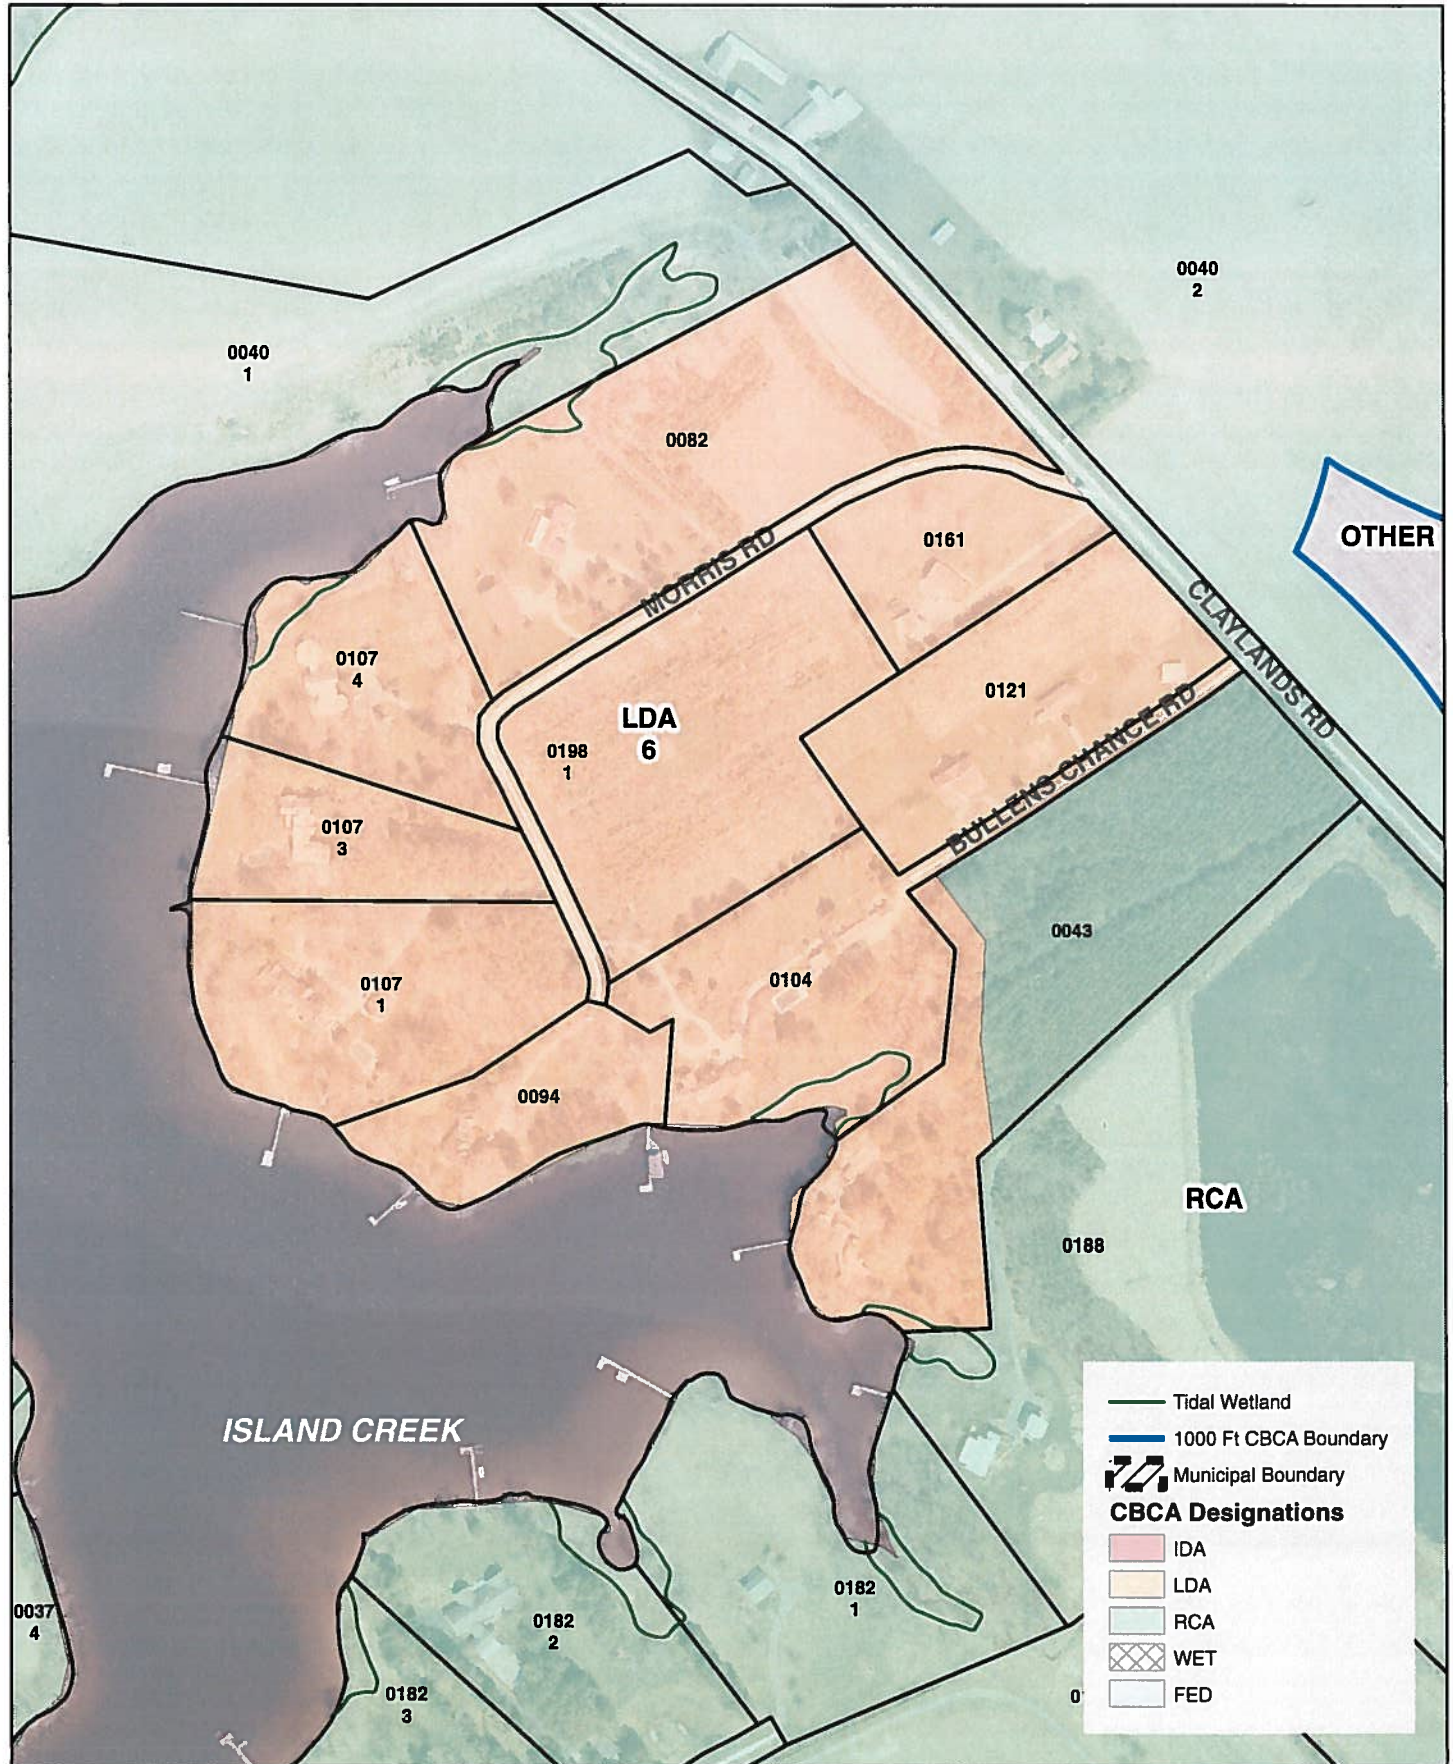 0040
2
0040
1
0082
OTHER
0161
MORRIS RD
CLAYLANDS RD
0107
4
0121
LDA
6
0198
1
BULLENS CHANCE RD
0107
3
0043
0104
0107
1
0094
RCA
0188
ISLAND CREEK
Tidal Wetland
1000 Ft CBCA Boundary
Municipal Boundary
CBCA Designations
IDA
LDA
RCA
WET
FED
0037
4
0182
1
0182
2
0182
3